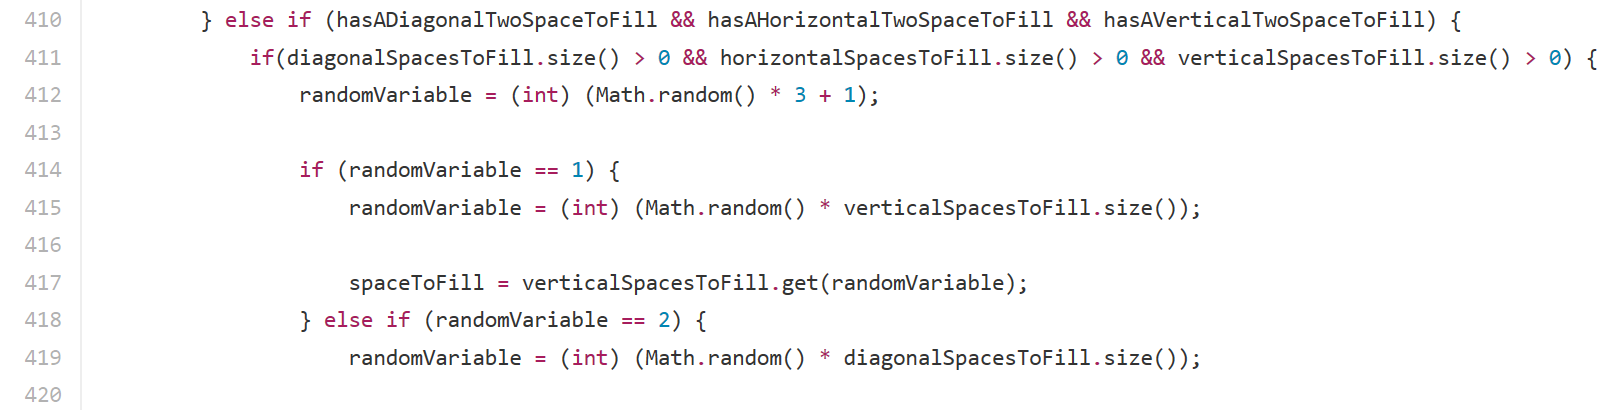 410 } else if (hasADiagonalTwoSpaceToFill && hasAHorizontalTwoSpaceToFill && hasAVerticalTwoSpaceToFill) {
411 if(diagonalSpacesToFill.size() > 0 && horizontalSpacesToFill.size() > 0 && verticalSpacesToFill.size() > 0) {
412 randomVariable = (int) (Math.random() * 3 + 1);
413
414 if (randomVariable == 1) {
415 randomVariable = (int) (Math.random() * verticalSpacesToFill.size());
416
417 spaceToFill = verticalSpacesToFill.get(randomVariable);
418 } else if (randomVariable == 2) {
419 randomVariable = (int) (Math.random() * diagonalSpacesToFill.size());
420